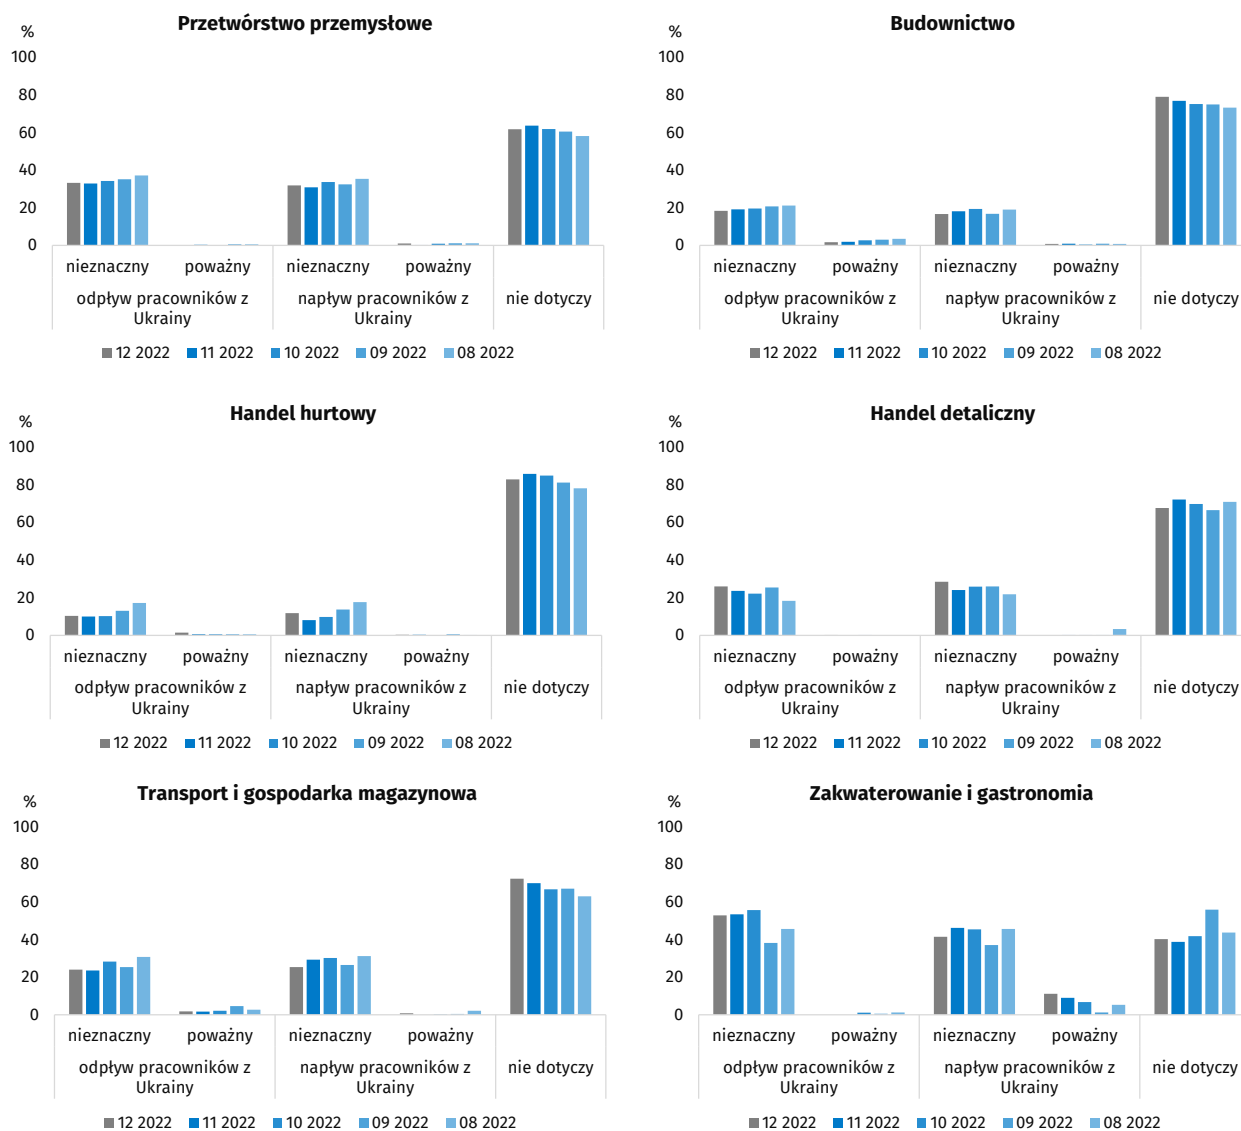 Przetwórstwo przemysłowe
%
100
80
60
40
20
0
nieznaczny poważny nieznaczny poważny
odpływ pracowników z Ukrainy
napływ pracowników z Ukrainy
nie dotyczy
12 2022 11 2022 10 2022 09 2022 08 2022
Budownictwo
%
100
80
60
40
20
0
nieznaczny poważny nieznaczny poważny
odpływ pracowników z Ukrainy
napływ pracowników z Ukrainy
nie dotyczy
12 2022 11 2022 10 2022 09 2022 08 2022
Handel hurtowy
%
100
80
60
40
20
0
nieznaczny poważny nieznaczny poważny
odpływ pracowników z Ukrainy
napływ pracowników z Ukrainy
nie dotyczy
12 2022 11 2022 10 2022 09 2022 08 2022
Handel detaliczny
%
100
80
60
40
20
0
nieznaczny poważny nieznaczny poważny
odpływ pracowników z Ukrainy
napływ pracowników z Ukrainy
nie dotyczy
12 2022 11 2022 10 2022 09 2022 08 2022
Transport i gospodarka magazynowa
%
100
80
60
40
20
0
nieznaczny poważny nieznaczny poważny
odpływ pracowników z Ukrainy
napływ pracowników z Ukrainy
nie dotyczy
12 2022 11 2022 10 2022 09 2022 08 2022
Zakwaterowanie i gastronomia
%
100
80
60
40
20
0
nieznaczny poważny nieznaczny poważny
odpływ pracowników z Ukrainy
napływ pracowników z Ukrainy
nie dotyczy
12 2022 11 2022 10 2022 09 2022 08 2022